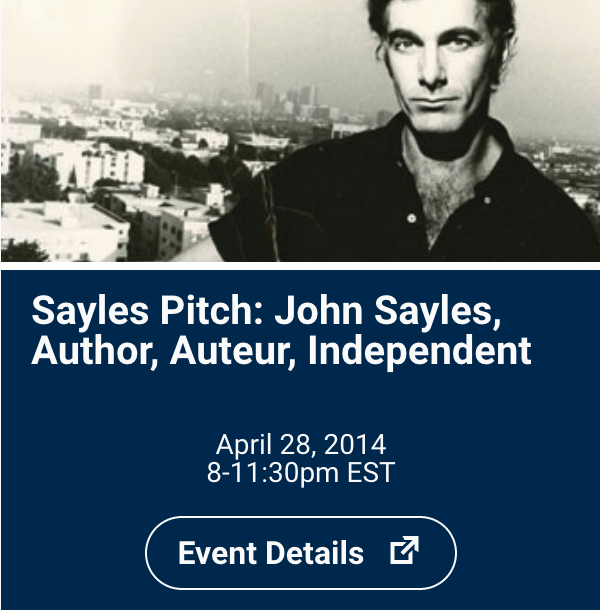 Sayles Pitch: John Sayles,
Author, Auteur, Independent
April 28, 2014
8-11:30pm EST
Event Details